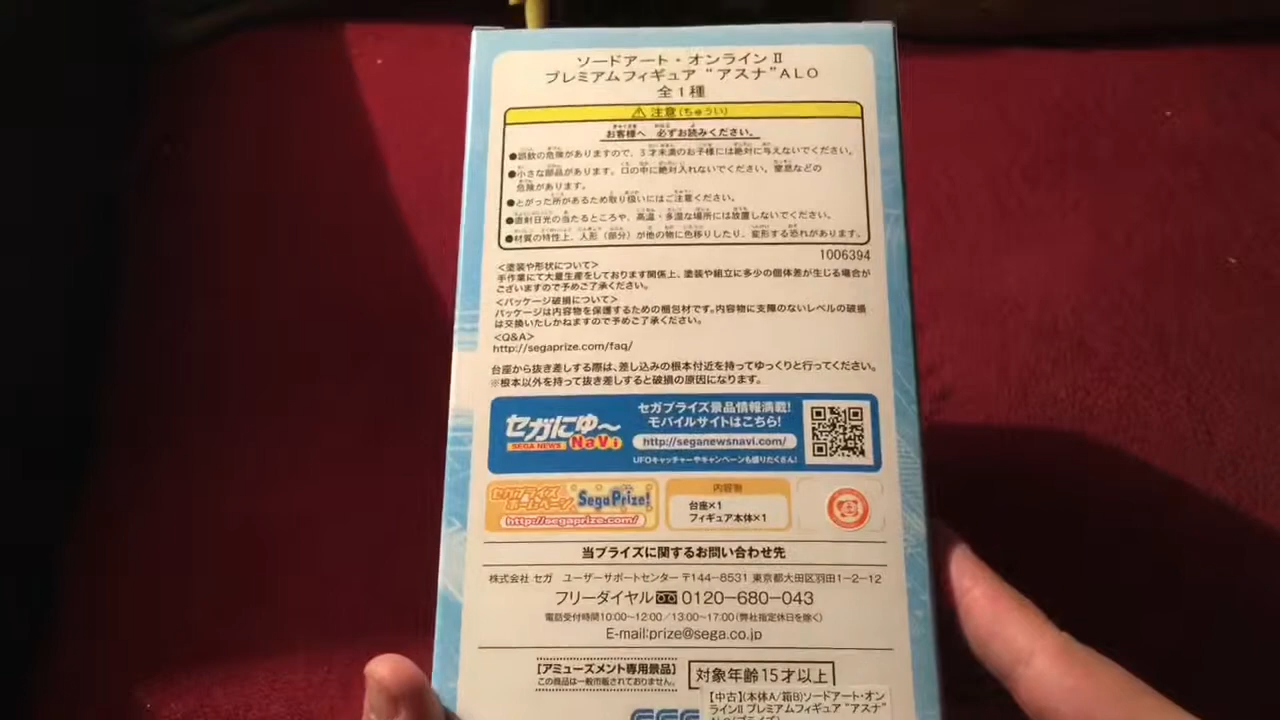 ソードアート・オンラインⅡ
プレミアムフィギュア“アスナ”ALO
全1種
注意(ちゅうい)
お客様へ 必ずお読みください。
●誤飲の危険がありますので、3才未満のお子様には絶対に与えないでください。
●小さな部品があります。口の中に絶対入れないでください。窒息などの
危険があります。
●とがった所があるため取り扱いにはご注意ください。
●直射日光の当たるところや、高温・多湿な場所には放置しないでください。
●材質の特性上、人形(部分)が他の物に色移りしたり、変形する恐れがあります。
1006394
<塗装や形状について>
手作業にて大量生産をしております関係上、塗装や組立に多少の個体差が生じる場合が
ございますので予めご了承ください。
<パッケージ破損について>
パッケージは内容物を保護するための梱包材です。内容物に支障のないレベルの破損
は交換いたしかねますので予めご了承ください。
<Q&A>
http://segaprize.com/faq/
台座から抜き差しする際は、差し込みの根本付近を持ってゆっくりと行ってください。
※根本以外を持って抜き差しすると破損の原因になります。
セガにゅ〜
SEGA NEWS NaVi
セガプライズ景品情報満載!
モバイルサイトはこちら!
http://seganewsnavi.com/
UFOキャッチャーやキャンペーンも盛りだくさん!
セガプライズ
ホームページ
SegaPrize!
http://segaprize.com/
内容物
台座×1
フィギュア本体×1
当プライズに関するお問い合わせ先
株式会社 セガ ユーザーサポートセンター 〒144-8531 東京都大田区羽田1-2-12
フリーダイヤル 0120-680-043
電話受付時間10:00~12:00/13:00~17:00(弊社指定休日を除く)
E-mail:prize@sega.co.jp
【アミューズメント専用景品】
この商品は一般市販されておりません。
対象年齢15才以上
【中古】(本体A/箱B)ソードアート・オン
ラインII プレミアムフィギュア “アスナ”